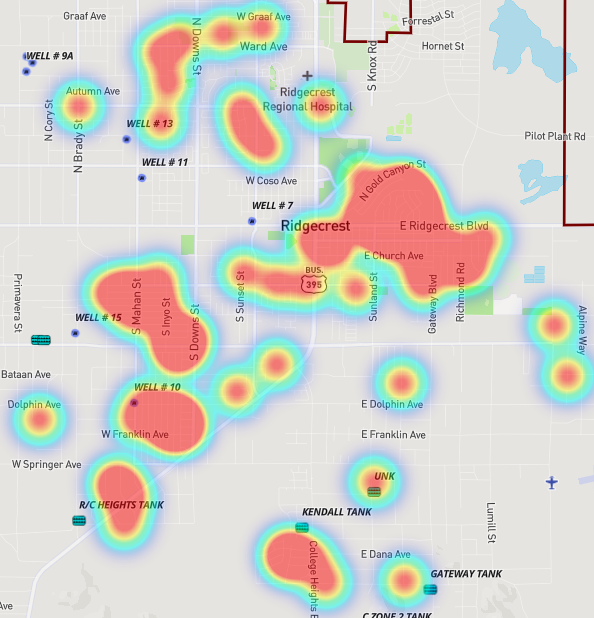 Graaf Ave
W Graaf Ave
Forrestal St
N Downs St
Ward Ave
Hornet St
S Knox Rd
WELL # 9A
Autumn Ave
Ridgecrest
Regional Hospital
N Cory St
N Brady St
WELL # 13
Pilot Plant Rd
WELL # 11
N Gold Canyon St
W Coso Ave
WELL # 7
Ridgecrest
E Ridgecrest Blvd
E Church Ave
BUS.
395
Primavera St
S Mahan St
S Inyo St
S Downs St
S Sunset St
Sunland St
Gateway Blvd
Richmond Rd
Alpine Way
WELL # 15
Bataan Ave
WELL # 10
Dolphin Ave
E Dolphin Ave
W Franklin Ave
E Franklin Ave
W Springer Ave
UNK
R/C HEIGHTS TANK
KENDALL TANK
Lumill St
College Heights B
E Dana Ave
GATEWAY TANK
Ave
C ZONE 2 TANK